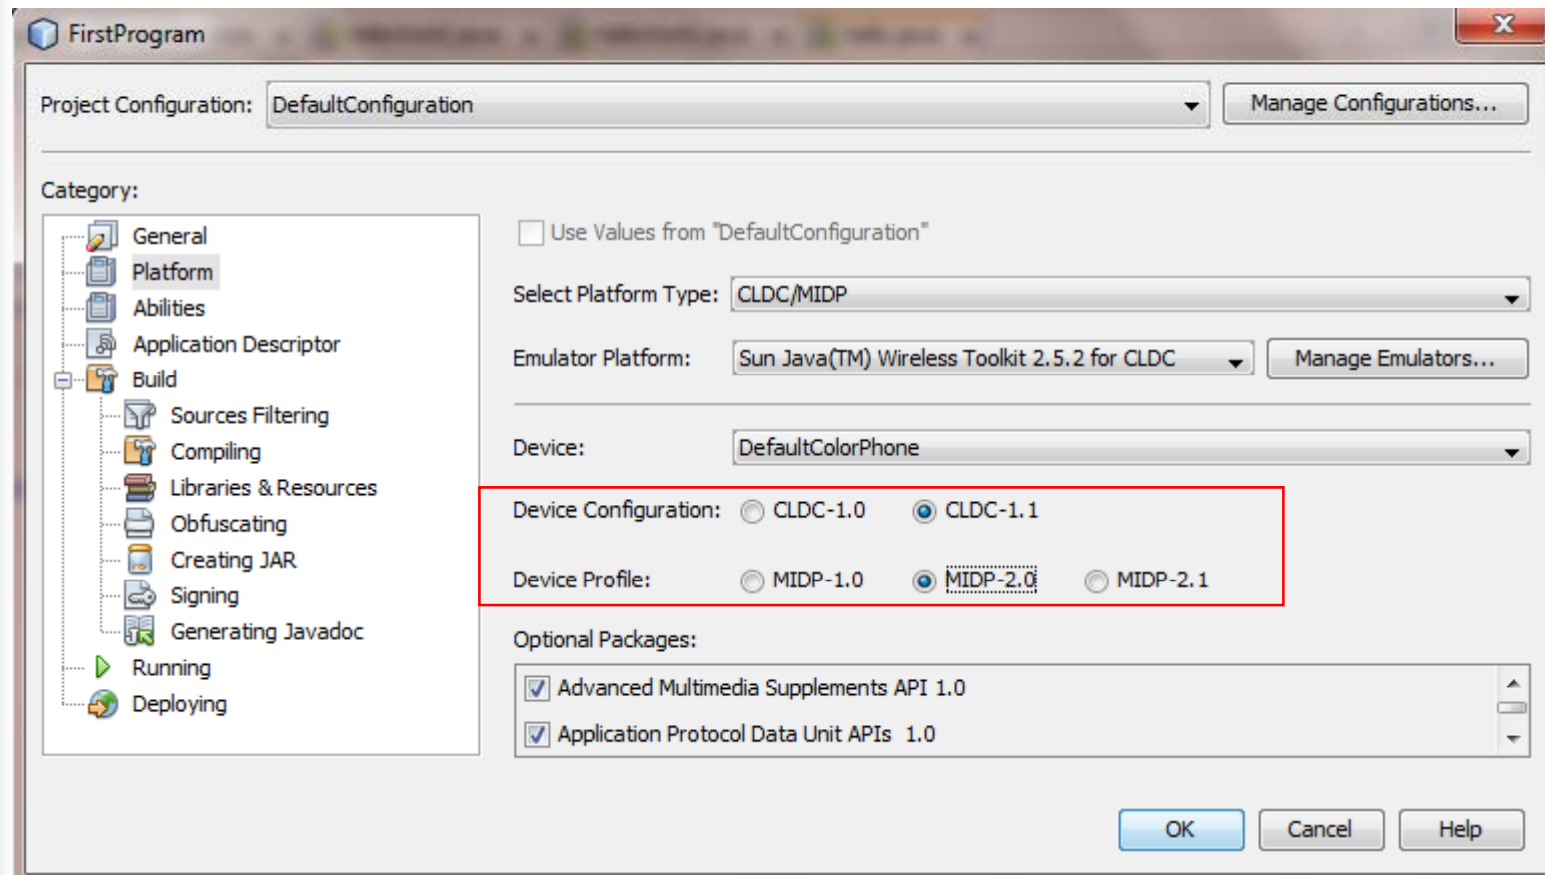 FirstProgram
Project Configuration: DefaultConfiguration Manage Configurations...
Category:
General
Platform
Abilities
Application Descriptor
Build
Sources Filtering
Compiling
Libraries & Resources
Obfuscating
Creating JAR
Signing
Generating Javadoc
Running
Deploying
Use Values from "DefaultConfiguration"
Select Platform Type: CLDC/MIDP
Emulator Platform: Sun Java(TM) Wireless Toolkit 2.5.2 for CLDC Manage Emulators...
Device: DefaultColorPhone
Device Configuration: CLDC-1.0 CLDC-1.1
Device Profile: MIDP-1.0 MIDP-2.0 MIDP-2.1
Optional Packages:
Advanced Multimedia Supplements API 1.0
Application Protocol Data Unit APIs 1.0
OK Cancel Help